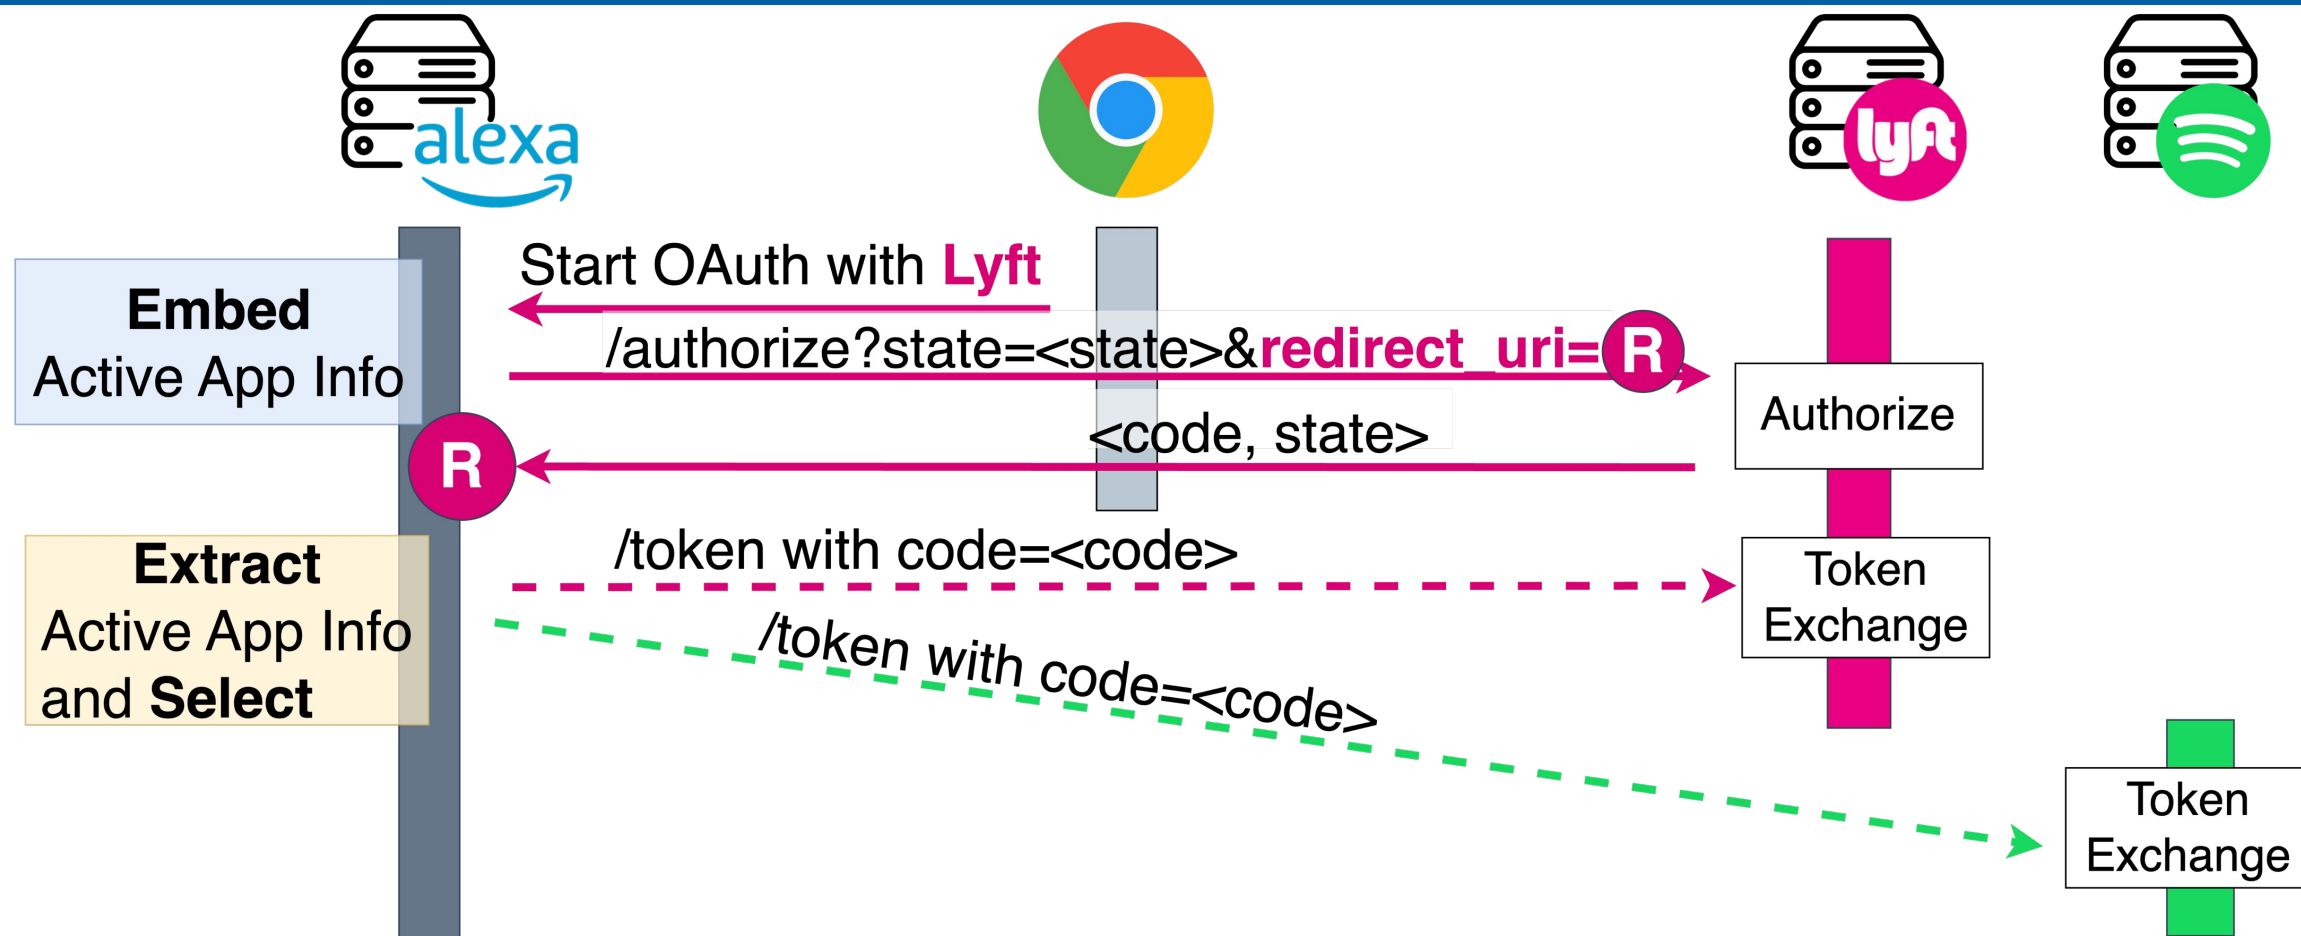 alexa
lyft
Start OAuth with Lyft
Embed
Active App Info
/authorize?state=<state>&redirect_uri= R
Authorize
<code, state>
R
Extract
Active App Info
and Select
/token with code=<code>
Token
Exchange
/token with code=<code>
Token
Exchange